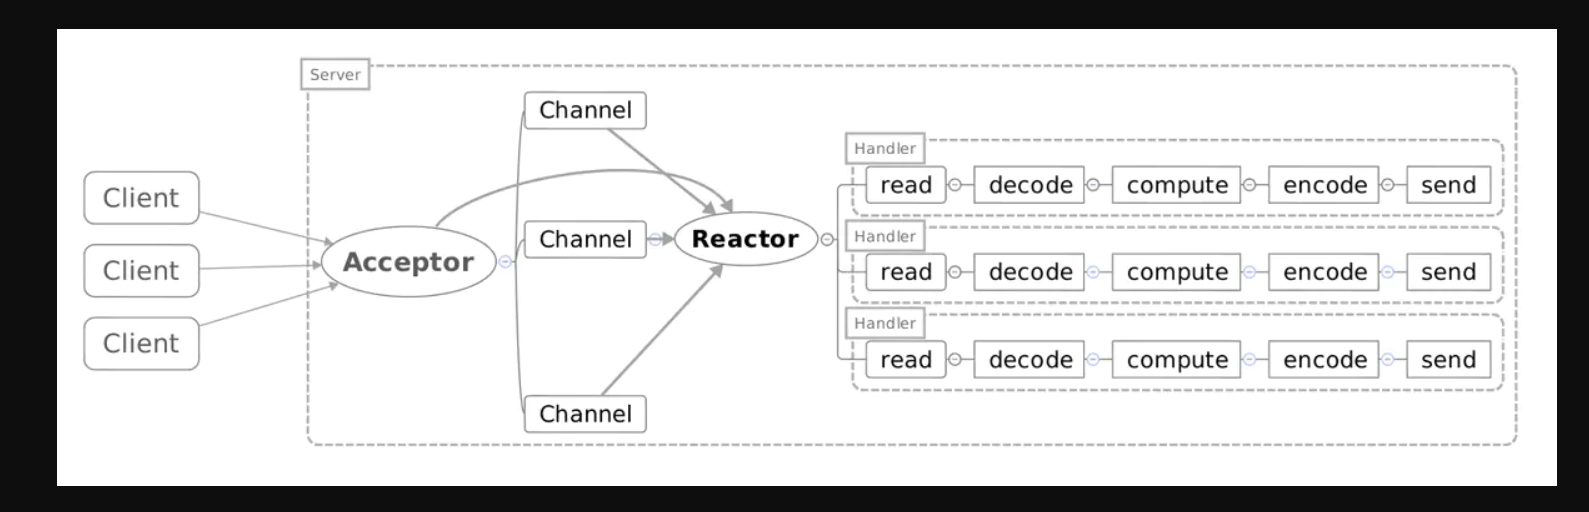 Server
Client
Client
Client
Acceptor
Channel
Channel
Channel
Reactor
Handler
read decode compute encode send
Handler
read decode compute encode send
Handler
read decode compute encode send